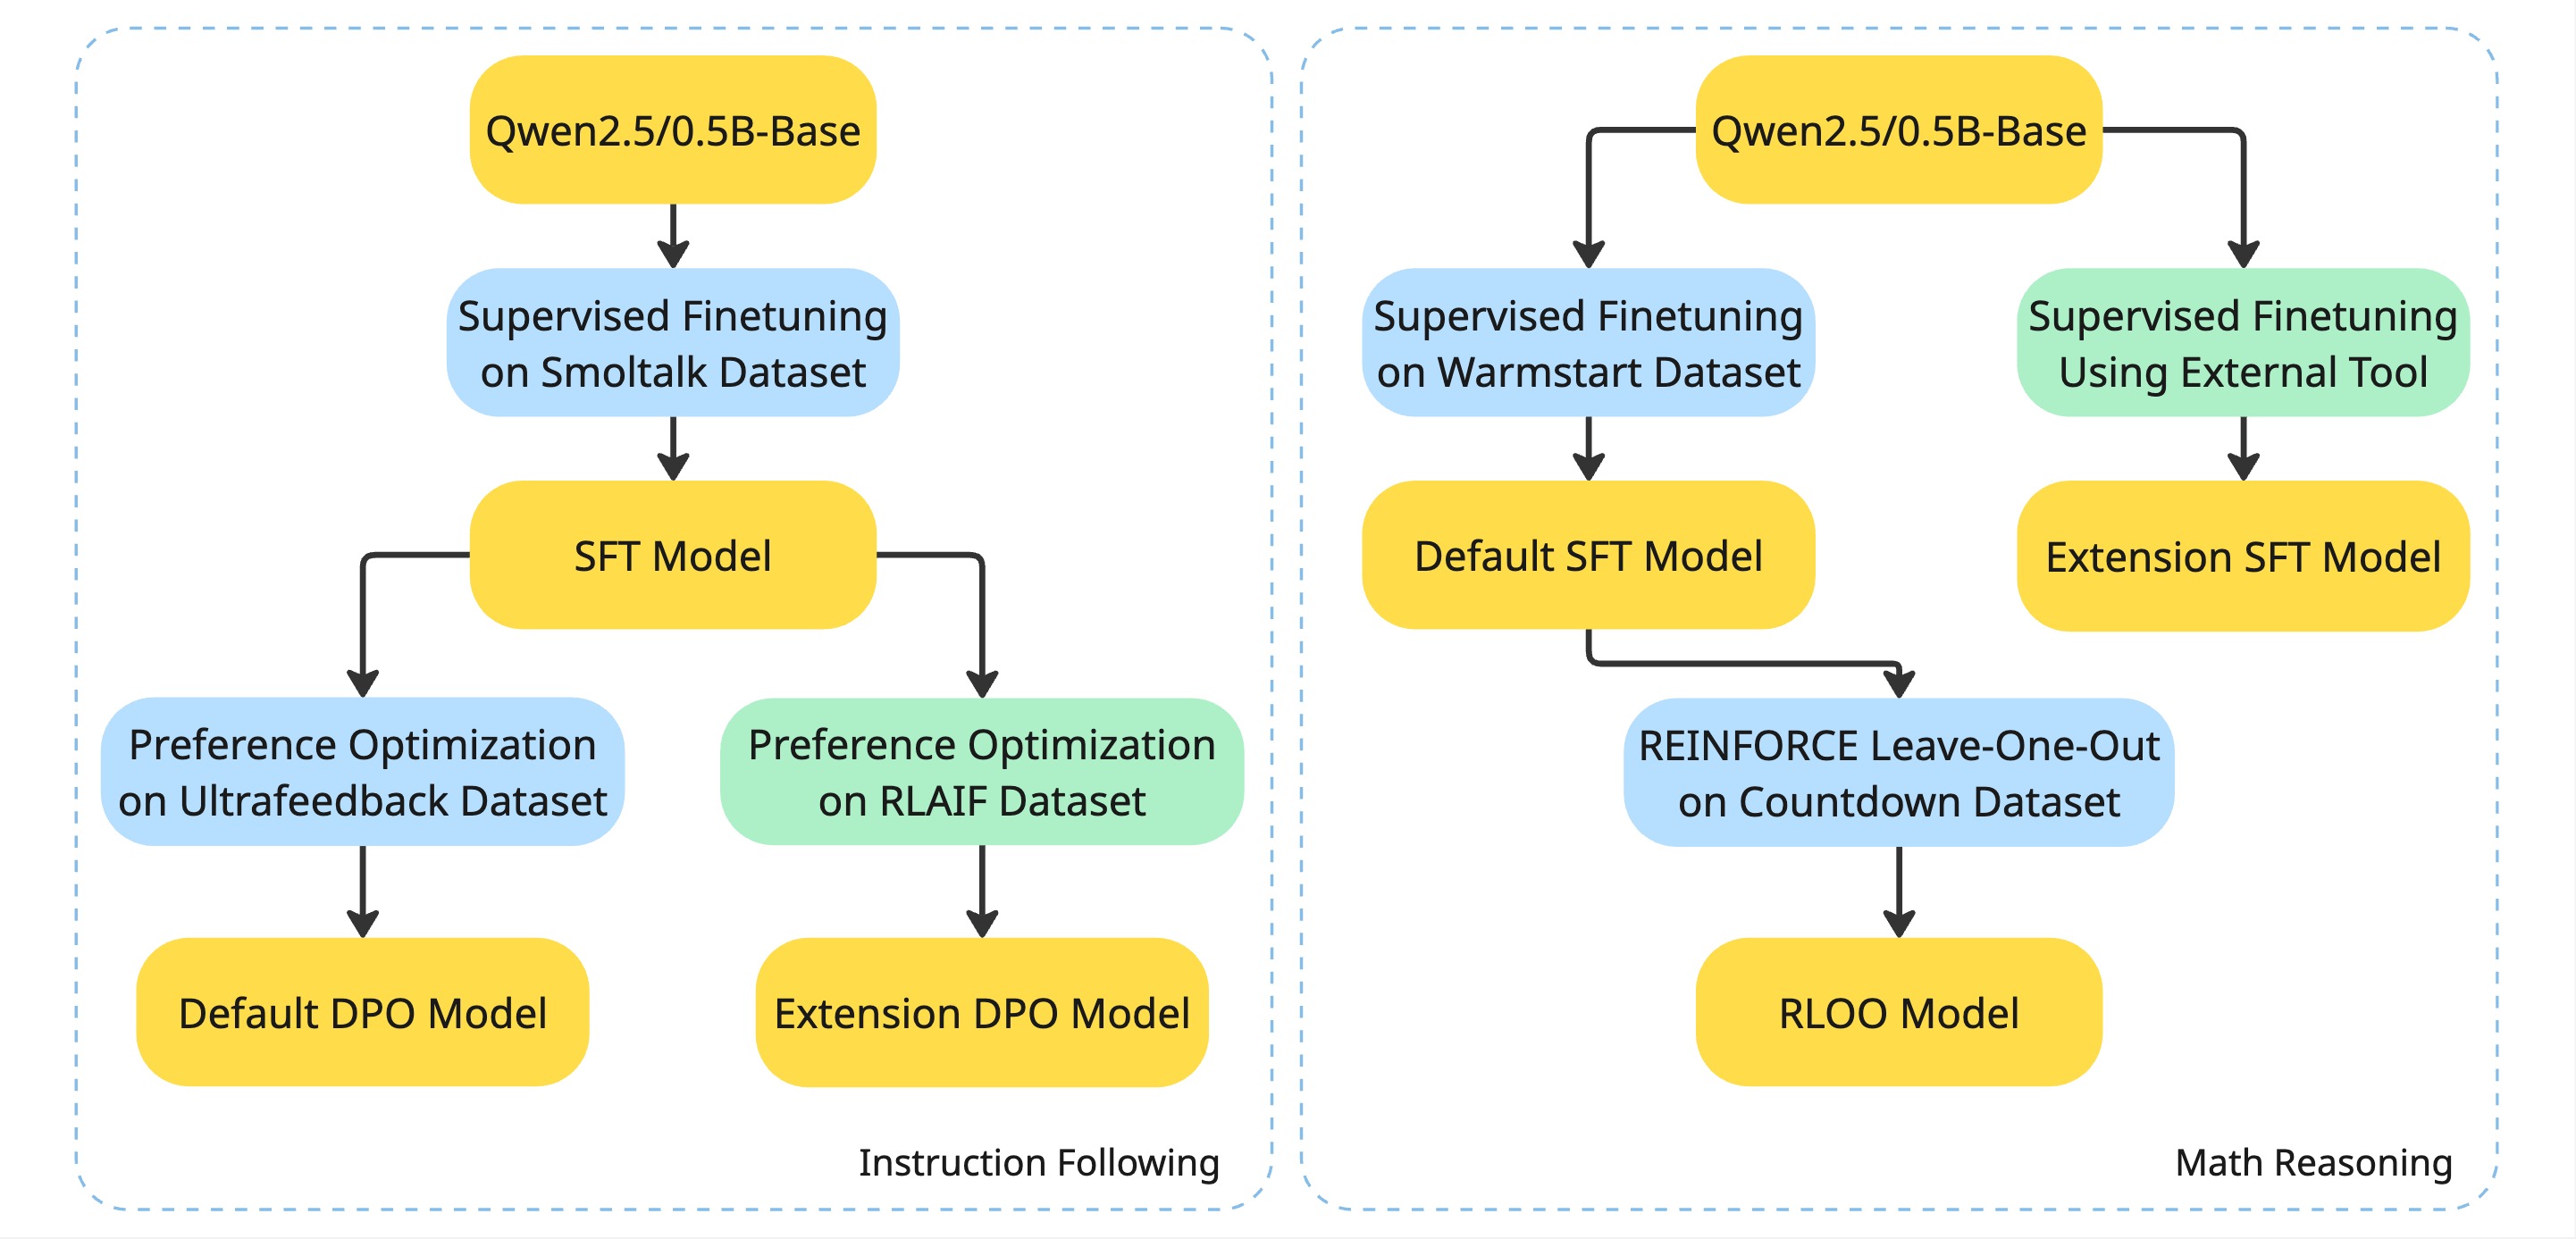 Qwen2.5/0.5B-Base
Supervised Finetuning
on Smoltalk Dataset
SFT Model
Preference Optimization
on Ultrafeedback Dataset
Preference Optimization
on RLAIF Dataset
Default DPO Model
Extension DPO Model
Instruction Following
Qwen2.5/0.5B-Base
Supervised Finetuning
on Warmstart Dataset
Supervised Finetuning
Using External Tool
Default SFT Model
Extension SFT Model
REINFORCE Leave-One-Out
on Countdown Dataset
RLOO Model
Math Reasoning